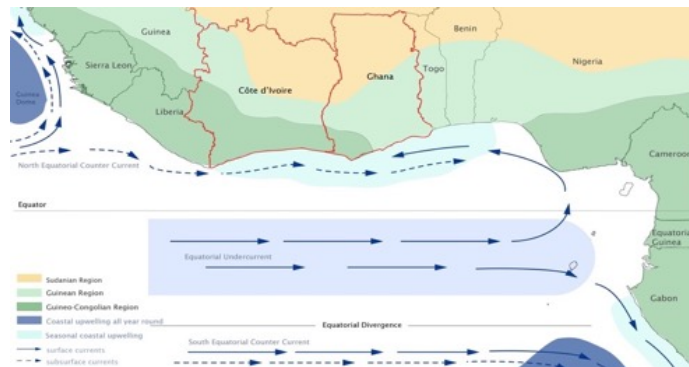 Guinea
Benin
Nigeria
Sierra Leon
Côte d'Ivoire
Ghana
Togo
Guinea
Dome
Liberia
Cameroon
North Equatorial Counter Current
Equator
Equatorial
Guinea
Equatorial Undercurrent
Sudanian Region
Guinean Region
Guineo-Congolian Region
Gabon
Coastal upwelling all year round
Seasonal coastal upwelling
Equatorial Divergence
surface currents
South Equatorial Counter Current
subsurface currents